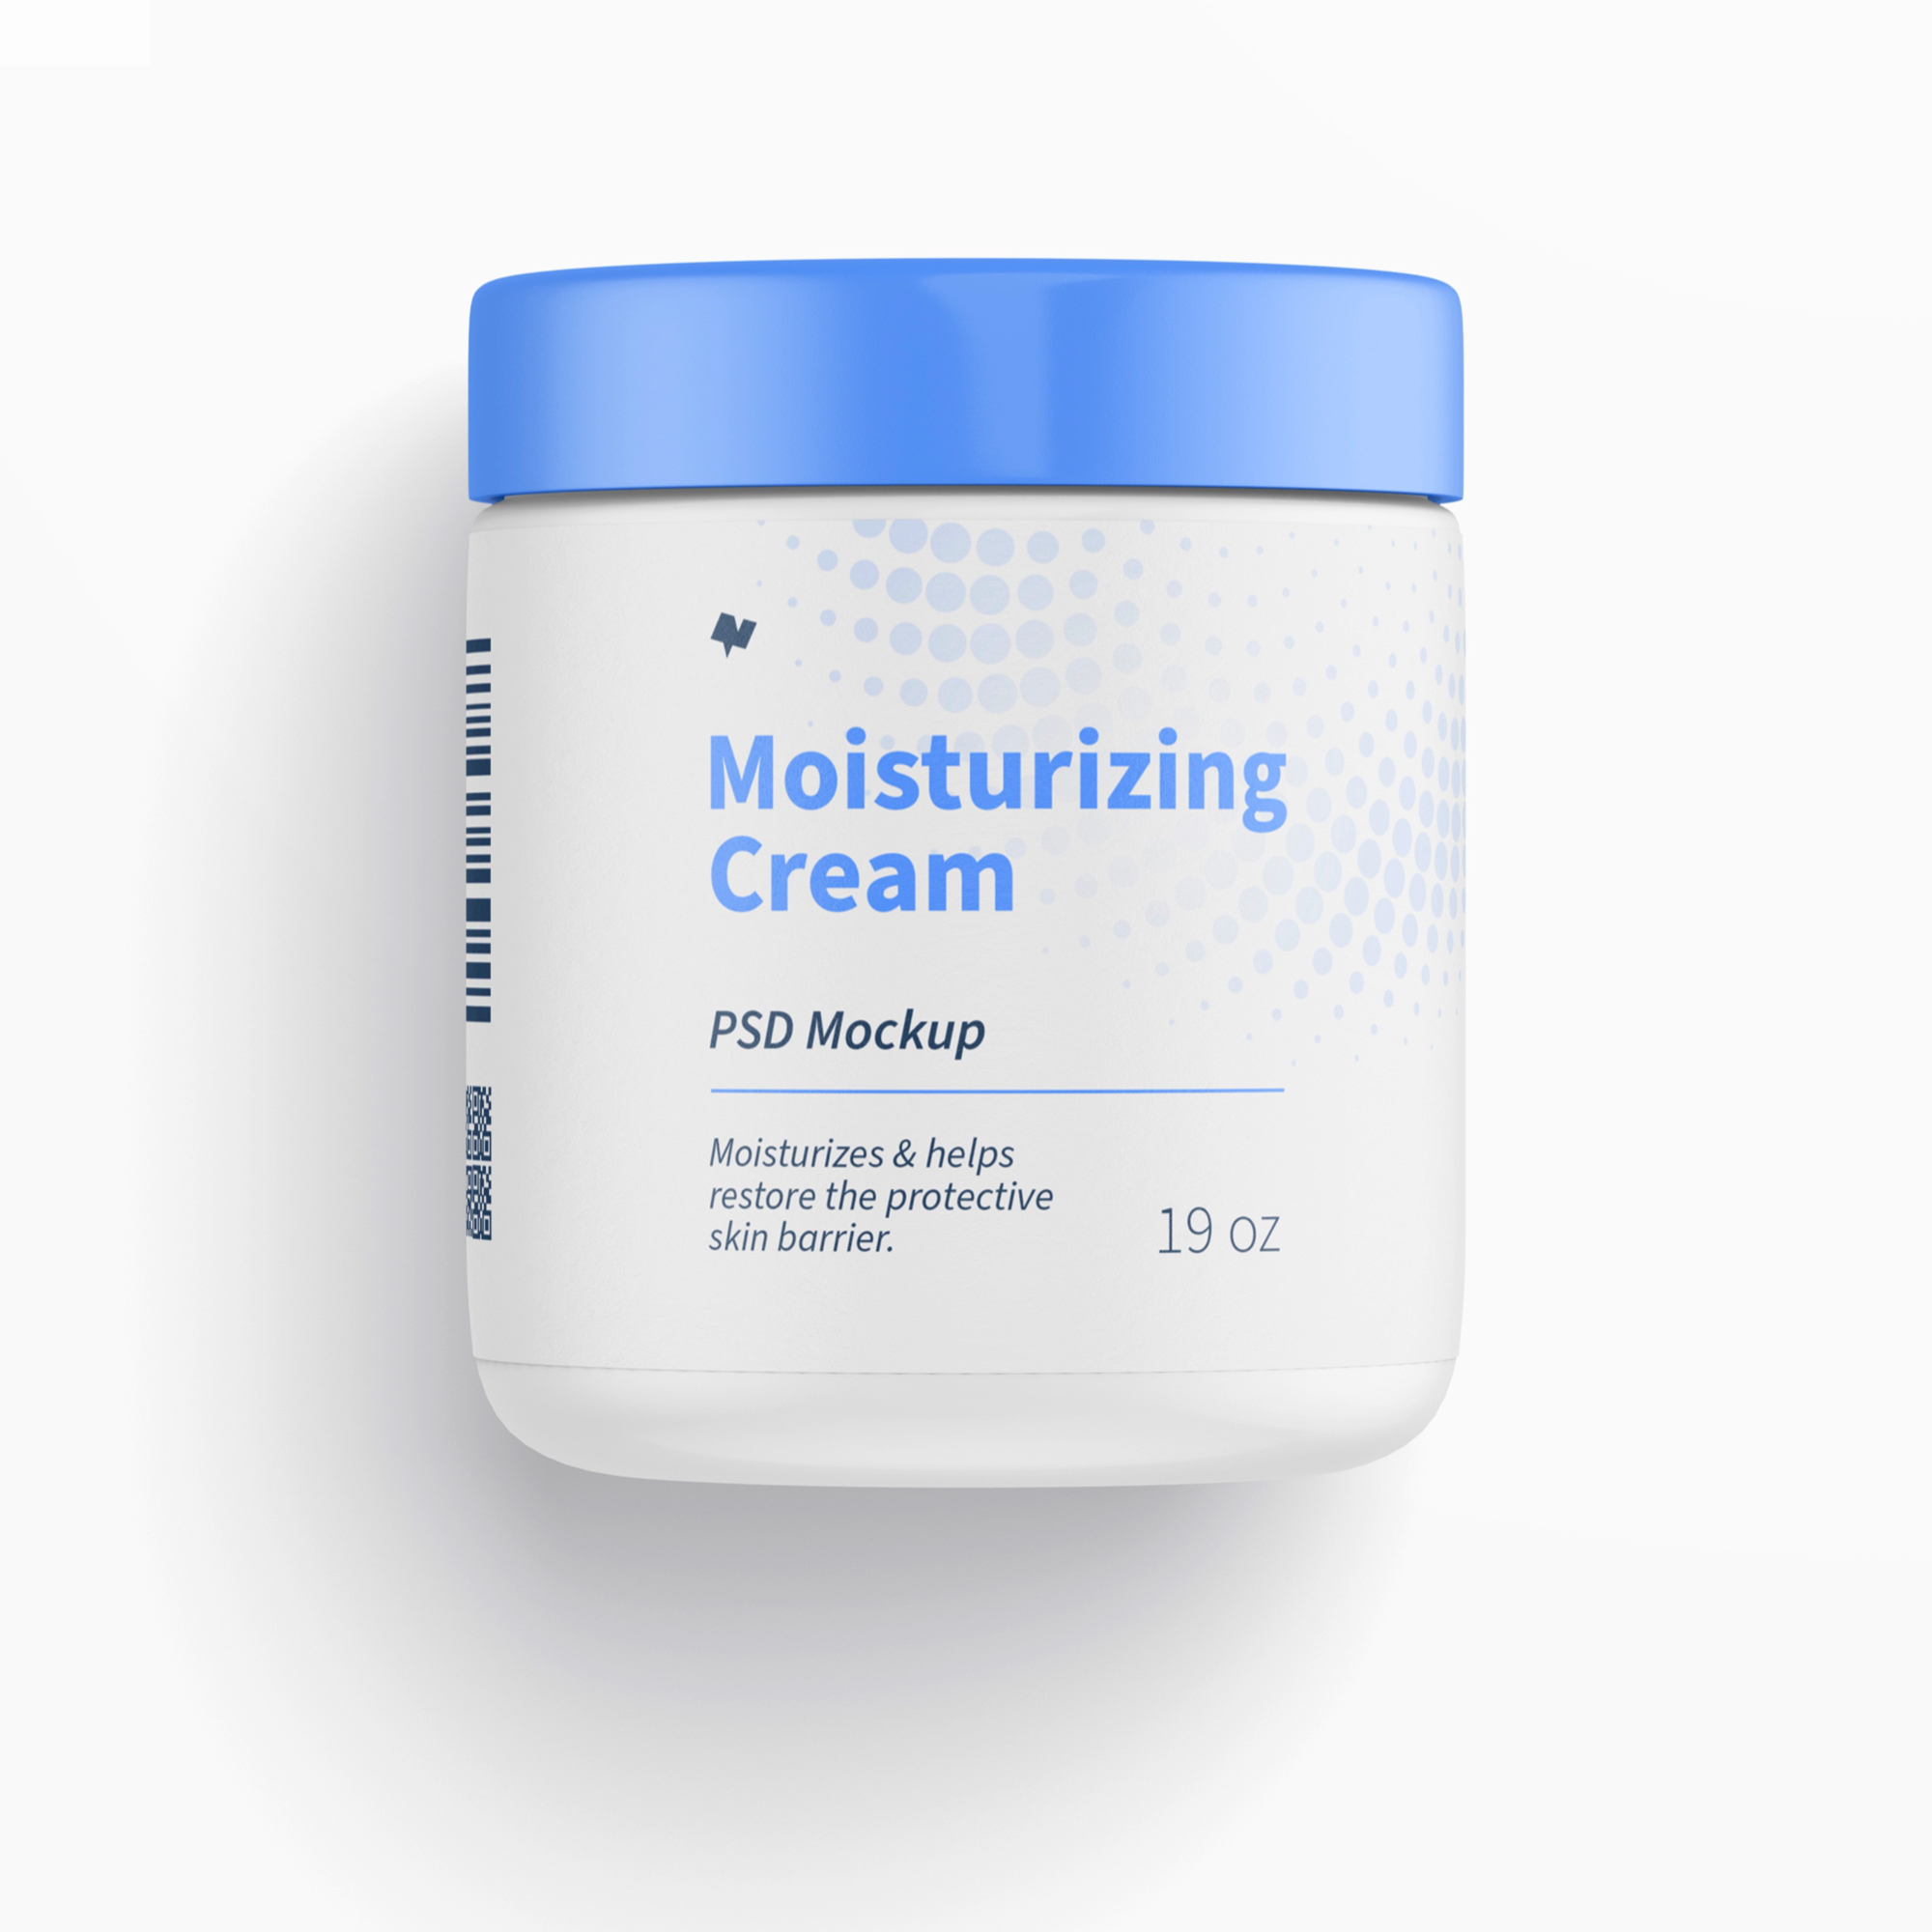 Moisturizing
Cream
PSD Mockup
Moisturizes & helps
restore the protective
skin barrier.
19 oz